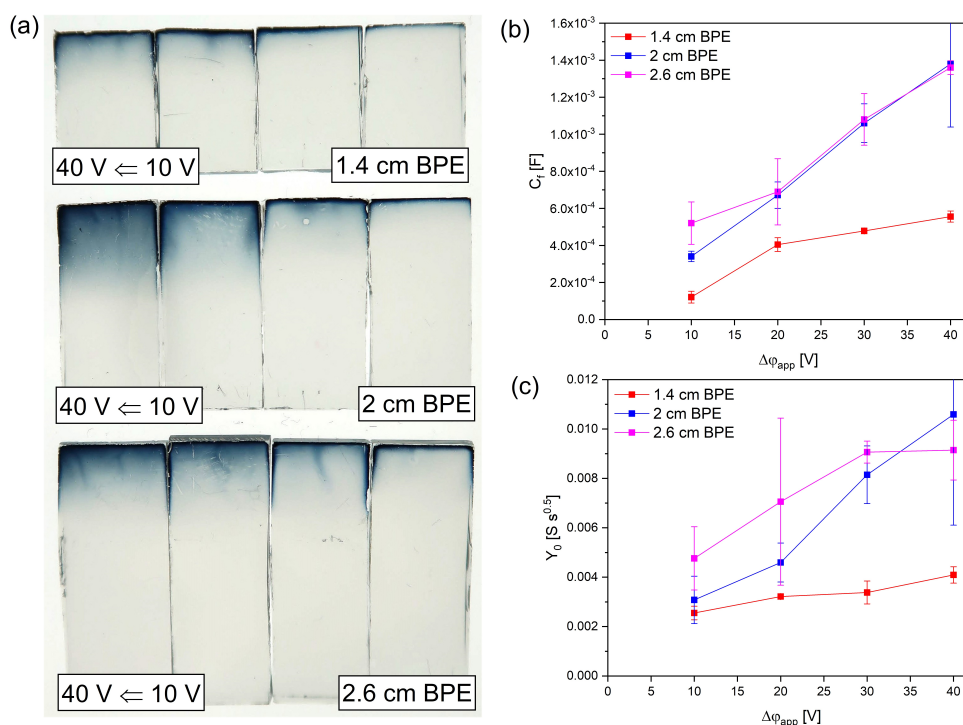 (a)
40 V ⇐ 10 V
1.4 cm BPE
40 V ⇐ 10 V
2 cm BPE
40 V ⇐ 10 V
2.6 cm BPE
(b)
1.4 cm BPE
2 cm BPE
2.6 cm BPE
1.6x10⁻³
1.4x10⁻³
1.2x10⁻³
1.0x10⁻³
8.0x10⁻⁴
6.0x10⁻⁴
4.0x10⁻⁴
2.0x10⁻⁴
0.0
C_f [F]
0 5 10 15 20 25 30 35 40
Δφ_app [V]
(c)
1.4 cm BPE
2 cm BPE
2.6 cm BPE
0.012
0.010
0.008
0.006
0.004
0.002
0.000
Y₀ [S s^0.5]
0 5 10 15 20 25 30 35 40
Δφ_app [V]